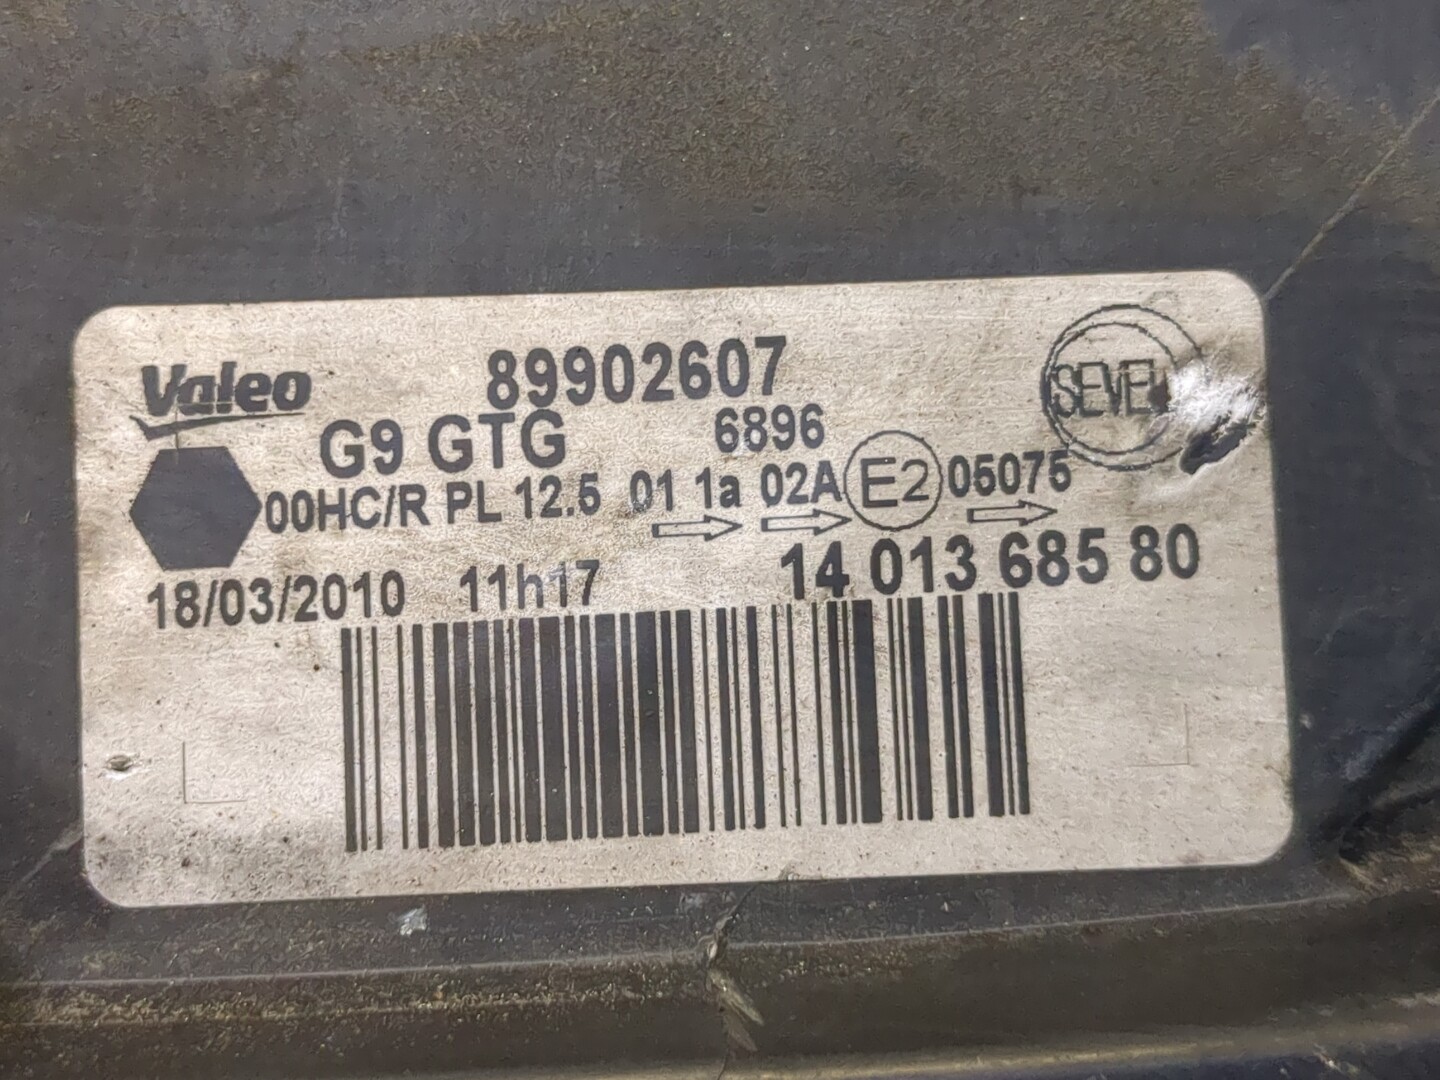 Valeo 89902607
SEVEL
G9 GTG 6896
00HC/R PL 12.5 01 1a 02A E2 05075
18/03/2010 11h17 14 013 685 80